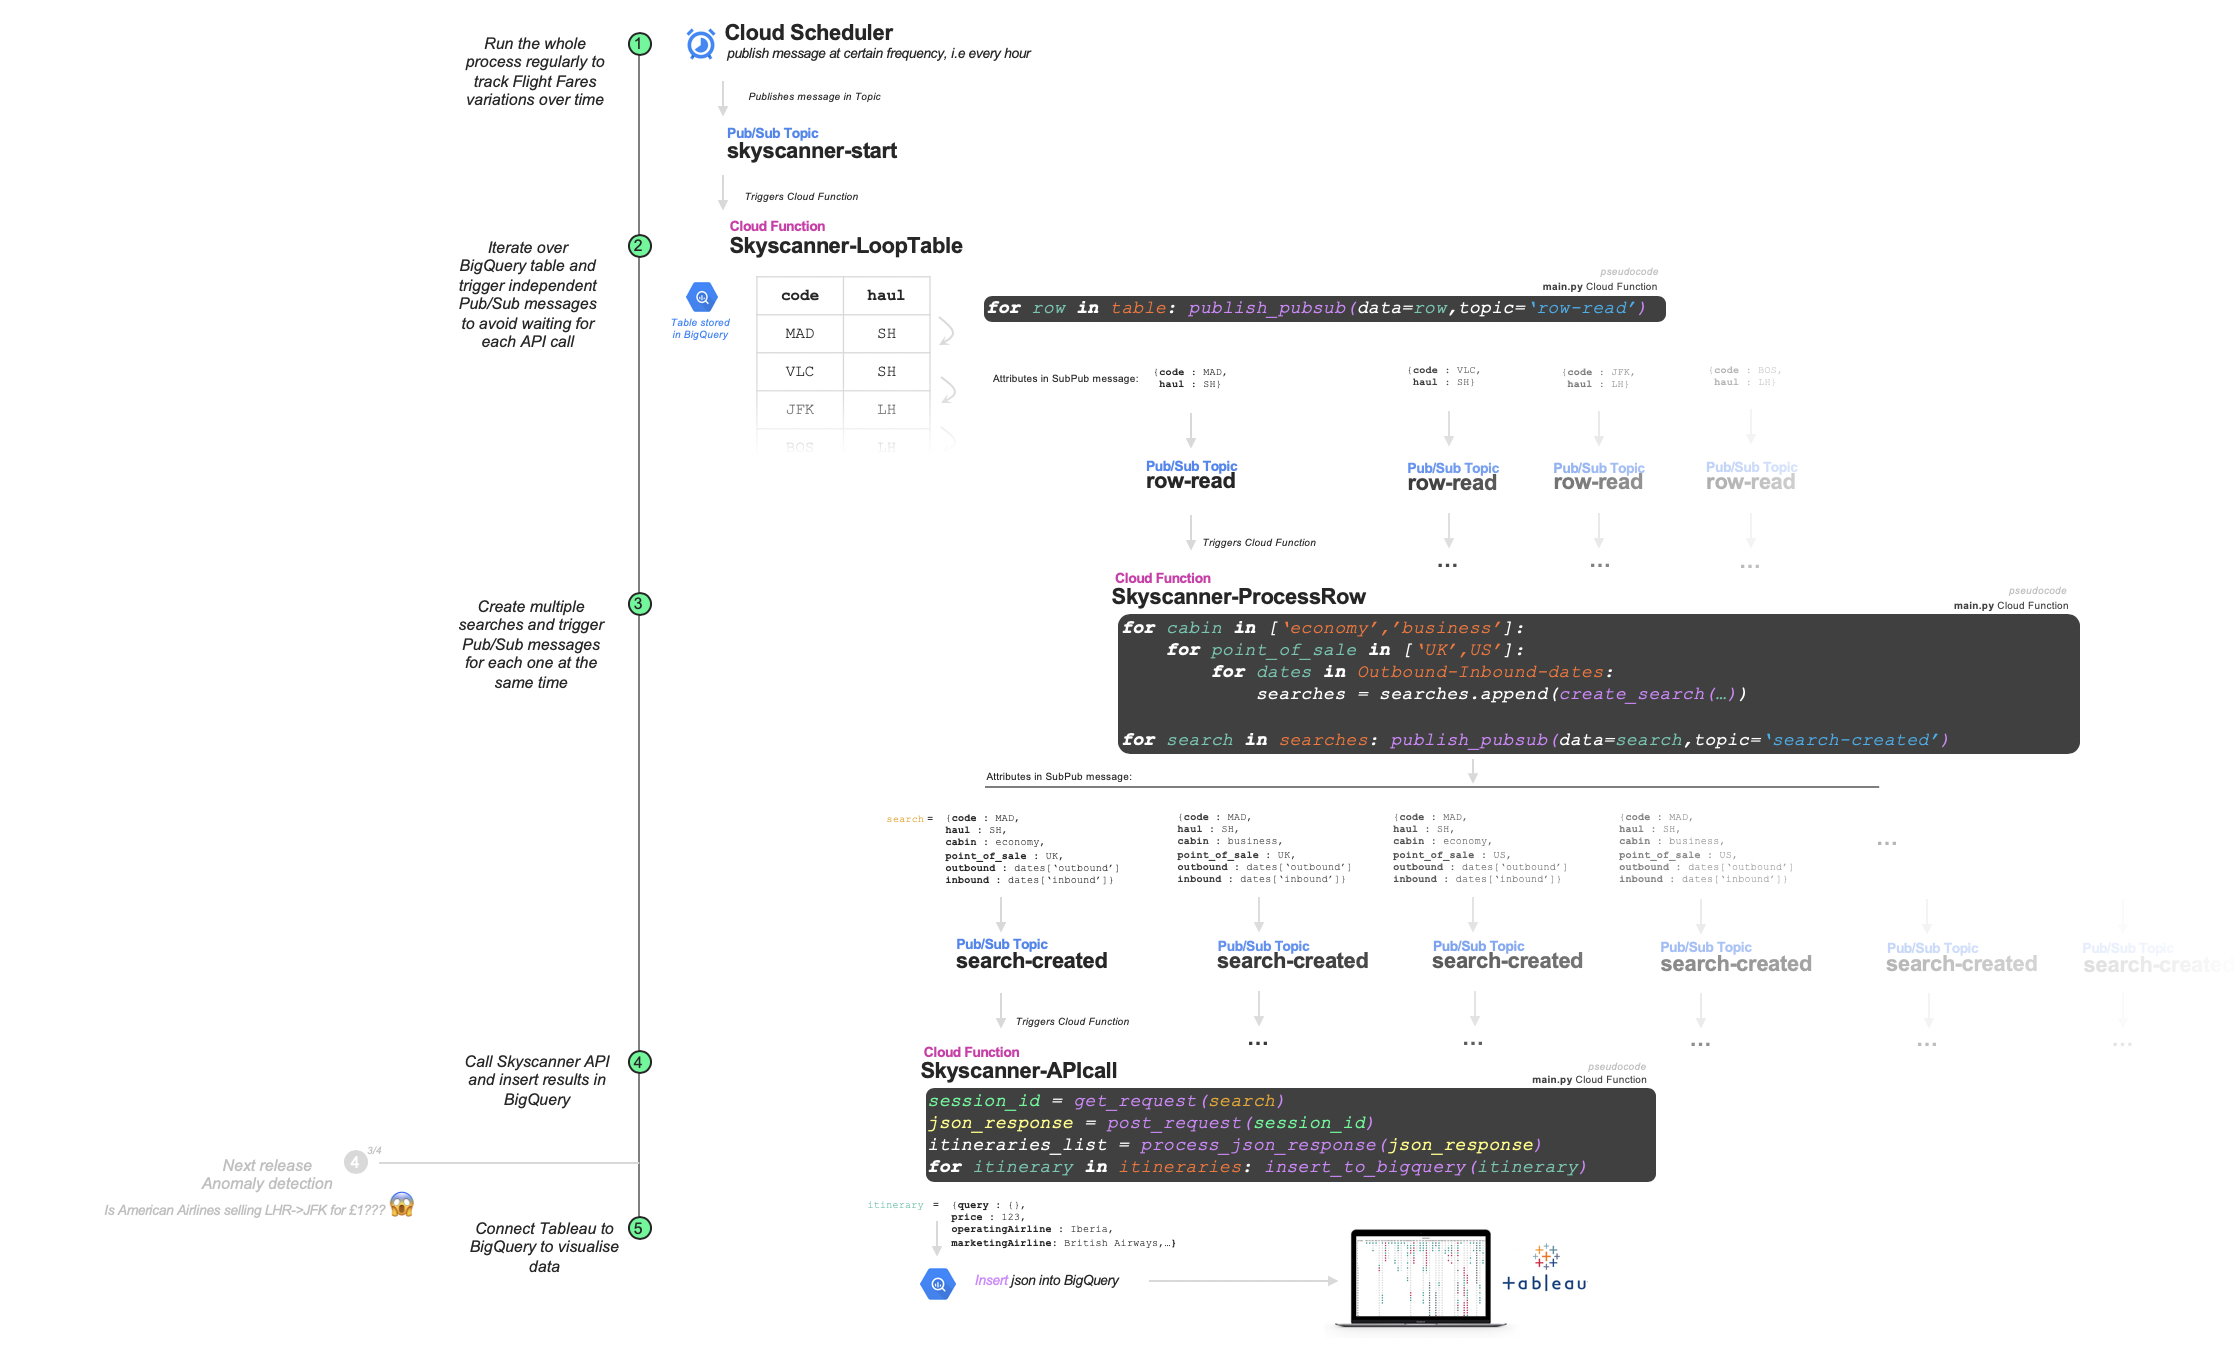 Run the whole
process regularly to
track Flight Fares
variations over time
1
Cloud Scheduler
publish message at certain frequency, i.e every hour
Publishes message in Topic
Pub/Sub Topic
skyscanner-start
Triggers Cloud Function
Cloud Function
Skyscanner-LoopTable
Iterate over
BigQuery table and
trigger independent
Pub/Sub messages
to avoid waiting for
each API call
2
Table stored
in BigQuery
code haul
MAD SH
VLC SH
JFK LH
BOS LH
pseudocode
main.py Cloud Function
for row in table: publish_pubsub(data=row,topic=‘row-read’)
Attributes in SubPub message:
{code : MAD,
haul : SH}
{code : VLC,
haul : SH}
{code : JFK,
haul : LH}
{code : BOS,
haul : LH}
Pub/Sub Topic
row-read
Pub/Sub Topic
row-read
Pub/Sub Topic
row-read
Pub/Sub Topic
row-read
Triggers Cloud Function
... ... ...
Create multiple
searches and trigger
Pub/Sub messages
for each one at the
same time
3
Cloud Function
Skyscanner-ProcessRow
pseudocode
main.py Cloud Function
for cabin in [‘economy’,’business’]:
for point_of_sale in [‘UK’,US’]:
for dates in Outbound-Inbound-dates:
searches = searches.append(create_search(…))
for search in searches: publish_pubsub(data=search,topic=‘search-created’)
Attributes in SubPub message:
search = {code : MAD,
haul : SH,
cabin : economy,
point_of_sale : UK,
outbound : dates[‘outbound’]
inbound : dates[‘inbound’]}
{code : MAD,
haul : SH,
cabin : business,
point_of_sale : UK,
outbound : dates[‘outbound’]
inbound : dates[‘inbound’]}
{code : MAD,
haul : SH,
cabin : economy,
point_of_sale : US,
outbound : dates[‘outbound’]
inbound : dates[‘inbound’]}
{code : MAD,
haul : SH,
cabin : business,
point_of_sale : US,
outbound : dates[‘outbound’]
inbound : dates[‘inbound’]}
...
Pub/Sub Topic
search-created
Pub/Sub Topic
search-created
Pub/Sub Topic
search-created
Pub/Sub Topic
search-created
Pub/Sub Topic
search-created
Pub/Sub Topic
search-created
Triggers Cloud Function
... ... ... ... ...
Call Skyscanner API
and insert results in
BigQuery
4
Cloud Function
Skyscanner-APIcall
pseudocode
main.py Cloud Function
session_id = get_request(search)
json_response = post_request(session_id)
itineraries_list = process_json_response(json_response)
for itinerary in itineraries: insert_to_bigquery(itinerary)
Next release
Anomaly detection
4 3/4
Is American Airlines selling LHR->JFK for £1???
itinerary = {query : {},
price : 123,
operatingAirline : Iberia,
marketingAirline: British Airways,…}
Connect Tableau to
BigQuery to visualise
data
5
Insert json into BigQuery
+ableau